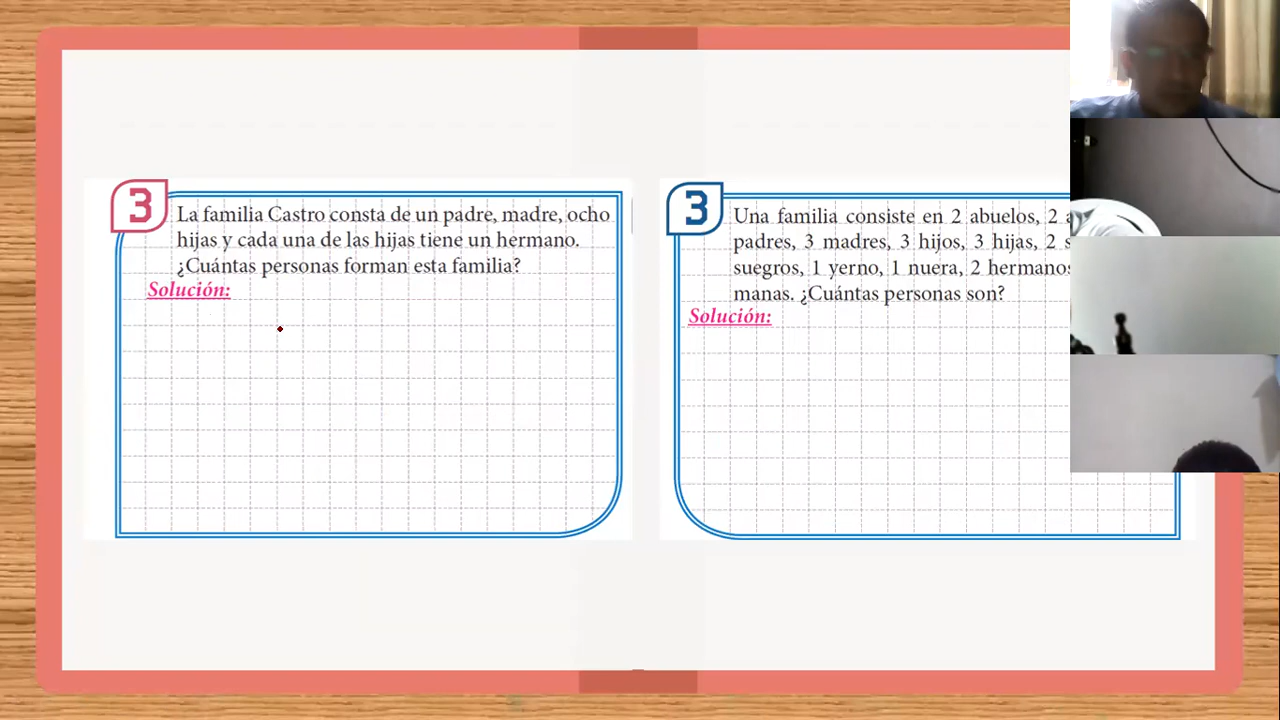 3
La familia Castro consta de un padre, madre, ocho
hijas y cada una de las hijas tiene un hermano.
¿Cuántas personas forman esta familia?
Solución:
3
Una familia consiste en 2 abuelos, 2
padres, 3 madres, 3 hijos, 3 hijas, 2
suegros, 1 yerno, 1 nuera, 2 hermanos
manas. ¿Cuántas personas son?
Solución: